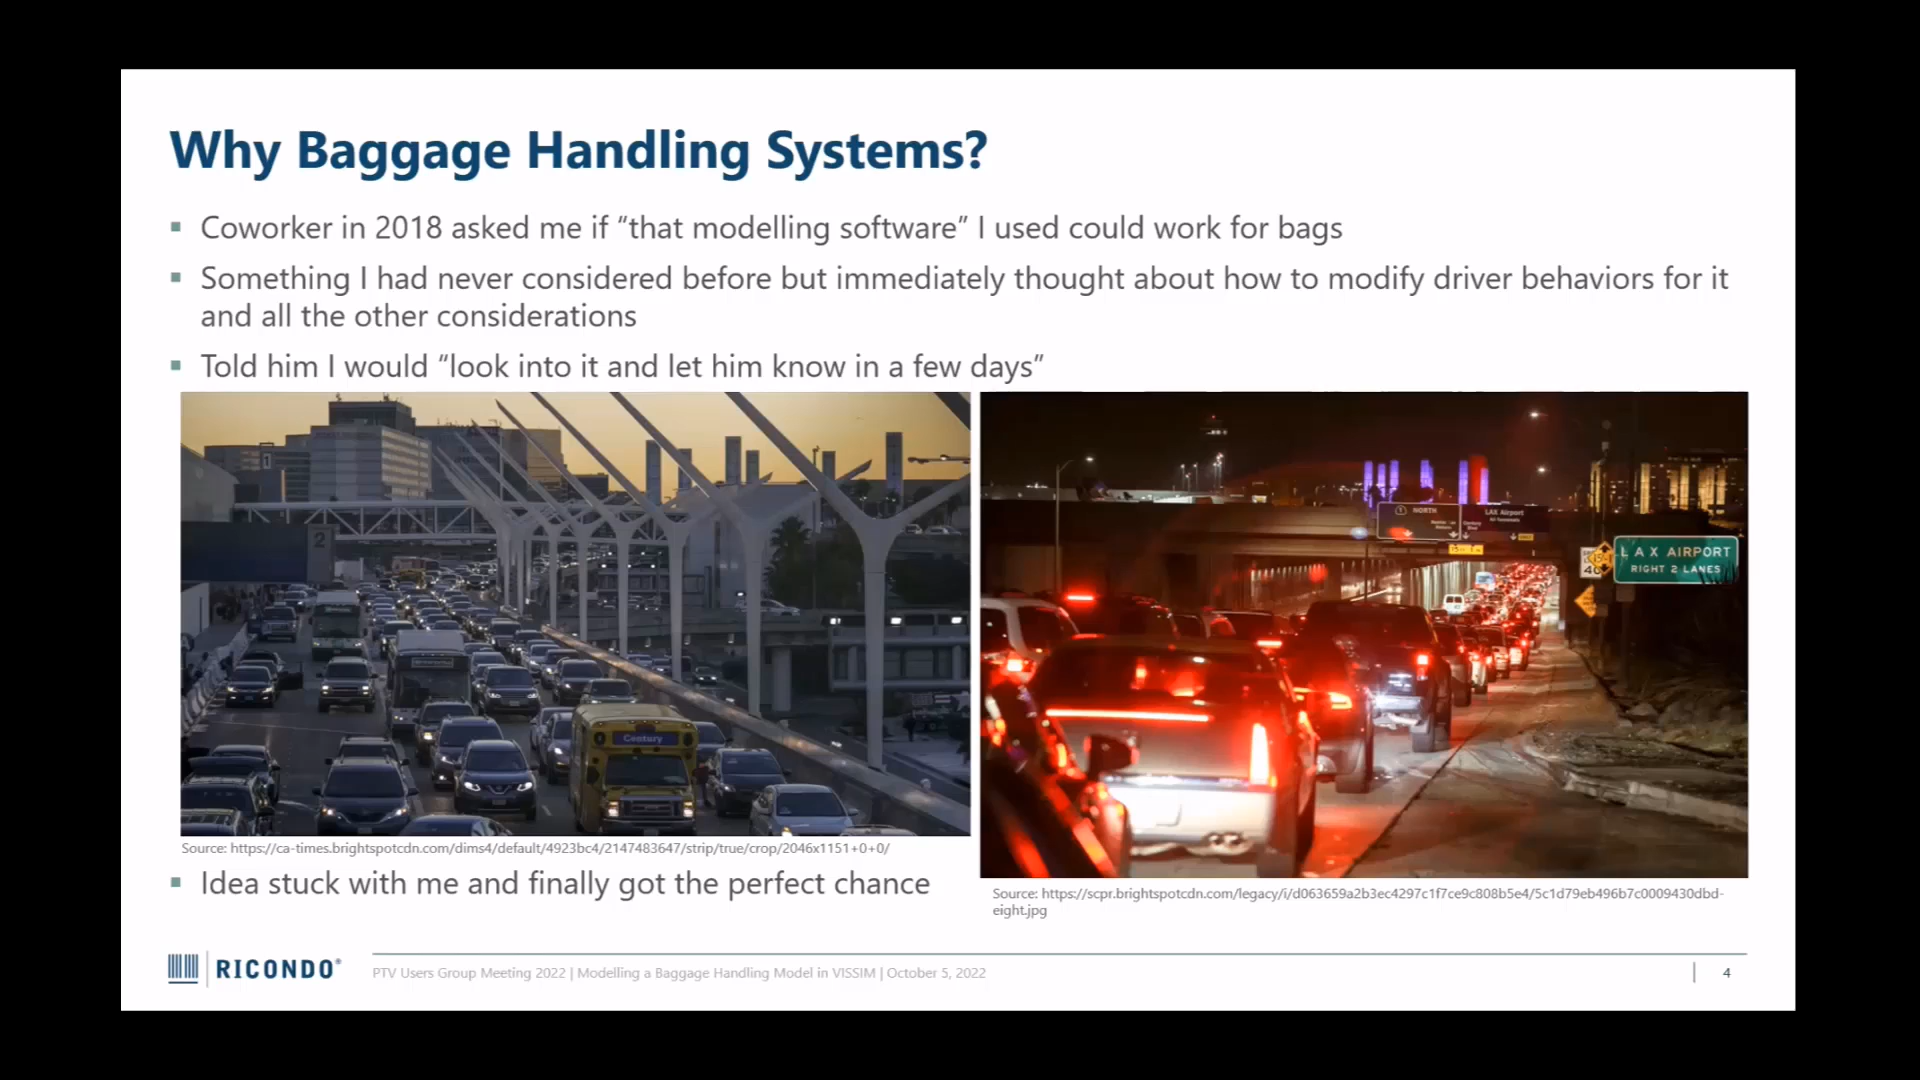 Why Baggage Handling Systems?
Coworker in 2018 asked me if “that modelling software” I used could work for bags
Something I had never considered before but immediately thought about how to modify driver behaviors for it
and all the other considerations
Told him I would “look into it and let him know in a few days”
1
2
Century
NORTH
LAX Airport
L A X AIRPORT
RIGHT 2 LANES
Source: https://ca-times.brightspotcdn.com/dims4/default/4923bc4/2147483647/strip/true/crop/2046x1151+0+0/
Idea stuck with me and finally got the perfect chance
Source: https://scpr.brightspotcdn.com/legacy/i/d063659a2b3ec4297c1f7ce9c808b5e4/5c1d79eb496b7c0009430dbd-
eight.jpg
RICONDO®
PTV Users Group Meeting 2022 | Modelling a Baggage Handling Model in VISSIM | October 5, 2022
4